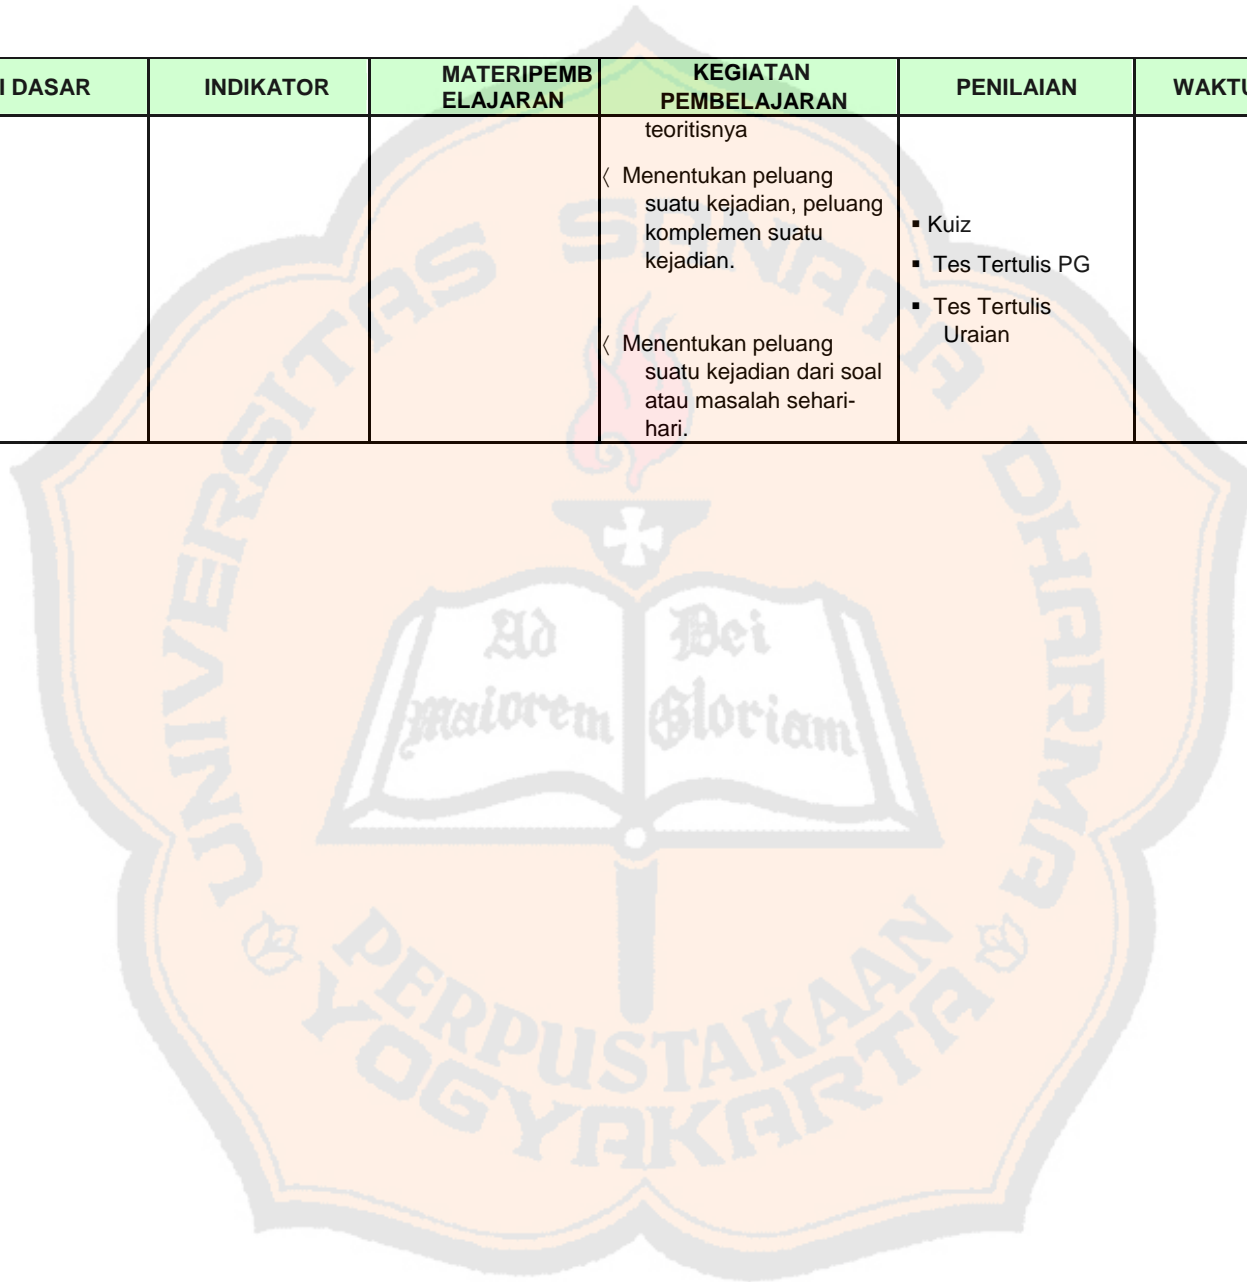 I DASAR
INDIKATOR
MATERIPEMB
ELAJARAN
KEGIATAN
PEMBELAJARAN
PENILAIAN
WAKTU
teoritisnya
〈 Menentukan peluang
suatu kejadian, peluang
komplemen suatu
kejadian.
〈 Menentukan peluang
suatu kejadian dari soal
atau masalah sehari-
hari.
▪ Kuiz
▪ Tes Tertulis PG
▪ Tes Tertulis
Uraian
UNIVERSITAS SANATA DHARMA
Ad
maiorem
Dei
Gloriam
PERPUSTAKAAN
YOGYAKARTA